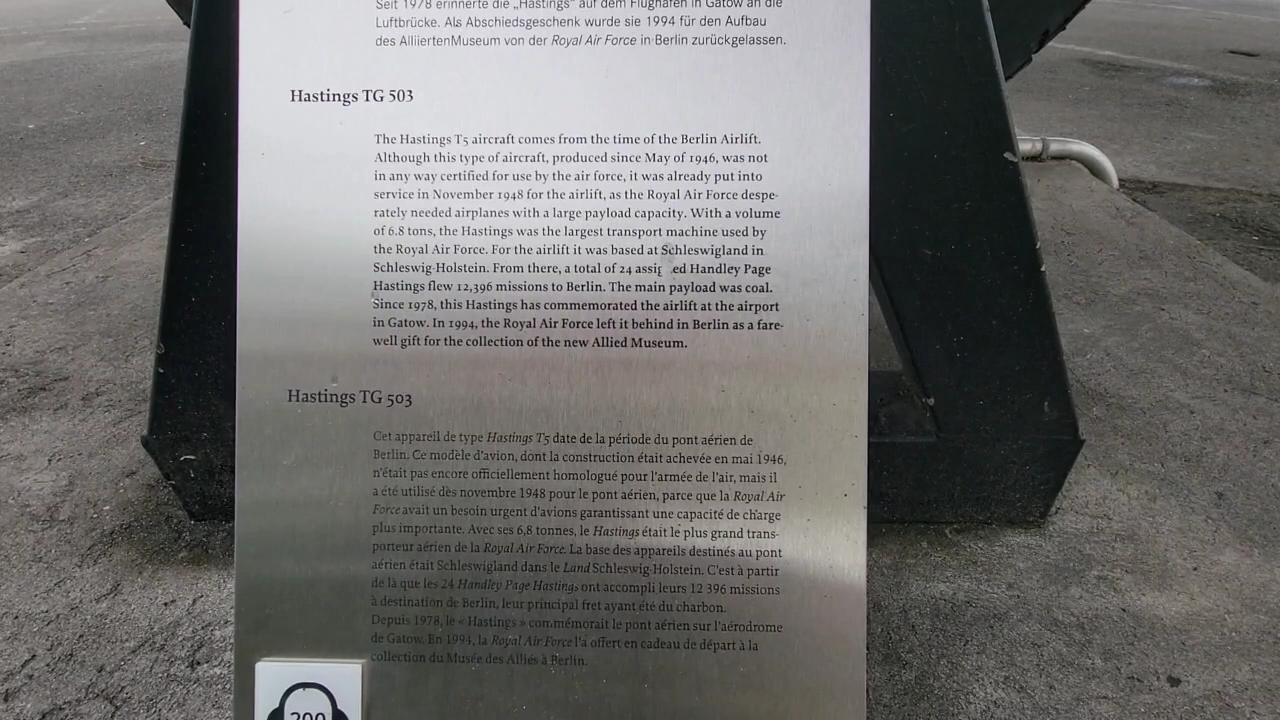 Seit 1978 erinnerte die „Hastings" auf dem Flughafen in Gatow an die
Luftbrücke. Als Abschiedsgeschenk wurde sie 1994 für den Aufbau
des AlliiertenMuseum von der Royal Air Force in Berlin zurückgelassen.
Hastings TG 503
The Hastings T5 aircraft comes from the time of the Berlin Airlift.
Although this type of aircraft, produced since May of 1946, was not
in any way certified for use by the air force, it was already put into
service in November 1948 for the airlift, as the Royal Air Force despe-
rately needed airplanes with a large payload capacity. With a volume
of 6.8 tons, the Hastings was the largest transport machine used by
the Royal Air Force. For the airlift it was based at Schleswigland in
Schleswig-Holstein. From there, a total of 24 assig ed Handley Page
Hastings flew 12,396 missions to Berlin. The main payload was coal.
Since 1978, this Hastings has commemorated the airlift at the airport
in Gatow. In 1994, the Royal Air Force left it behind in Berlin as a fare-
well gift for the collection of the new Allied Museum.
Hastings TG 503
Cet appareil de type Hastings T5 date de la période du pont aérien de
Berlin. Ce modèle d'avion, dont la construction était achevée en mai 1946,
n'était pas encore officiellement homologué pour l'armée de l'air, mais il
a été utilisé dès novembre 1948 pour le pont aérien, parce que la Royal Air
Force avait un besoin urgent d'avions garantissant une capacité de charge
plus importante. Avec ses 6,8 tonnes, le Hastings était le plus grand trans-
porteur aérien de la Royal Air Force. La base des appareils destinés au pont
aérien était Schleswigland dans le Land Schleswig-Holstein. C'est à partir
de là que les 24 Handley Page Hastings ont accompli leurs 12 396 missions
à destination de Berlin, leur principal fret ayant été du charbon.
Depuis 1978, le « Hastings » commémorait le pont aérien sur l'aérodrome
de Gatow. En 1994, la Royal Air Force l'a offert en cadeau de départ à la
collection du Musée des Alliés à Berlin.
200